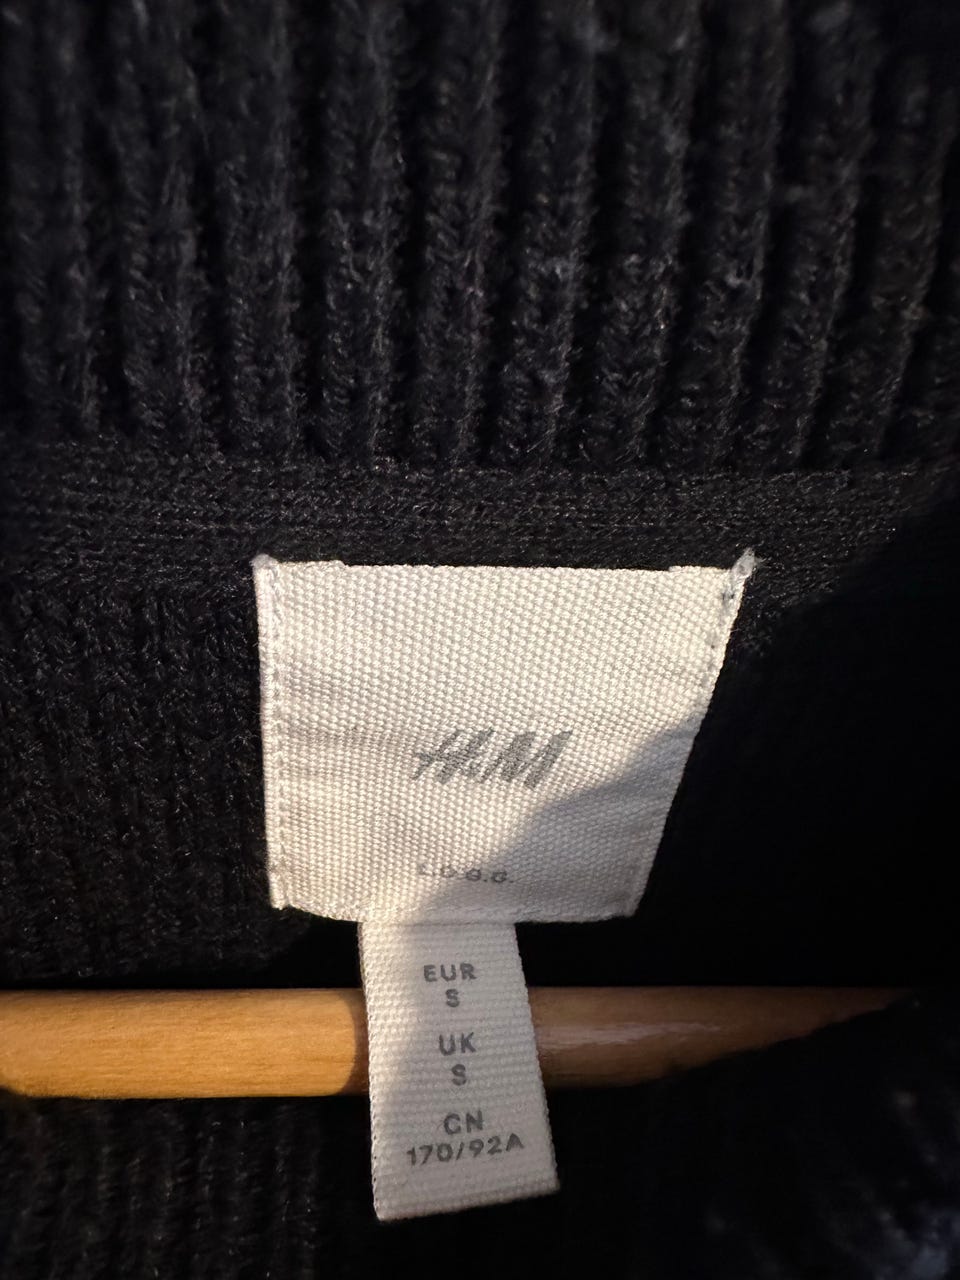 H&M
L.O.G.G.
EUR
S
UK
S
CN
170/92A